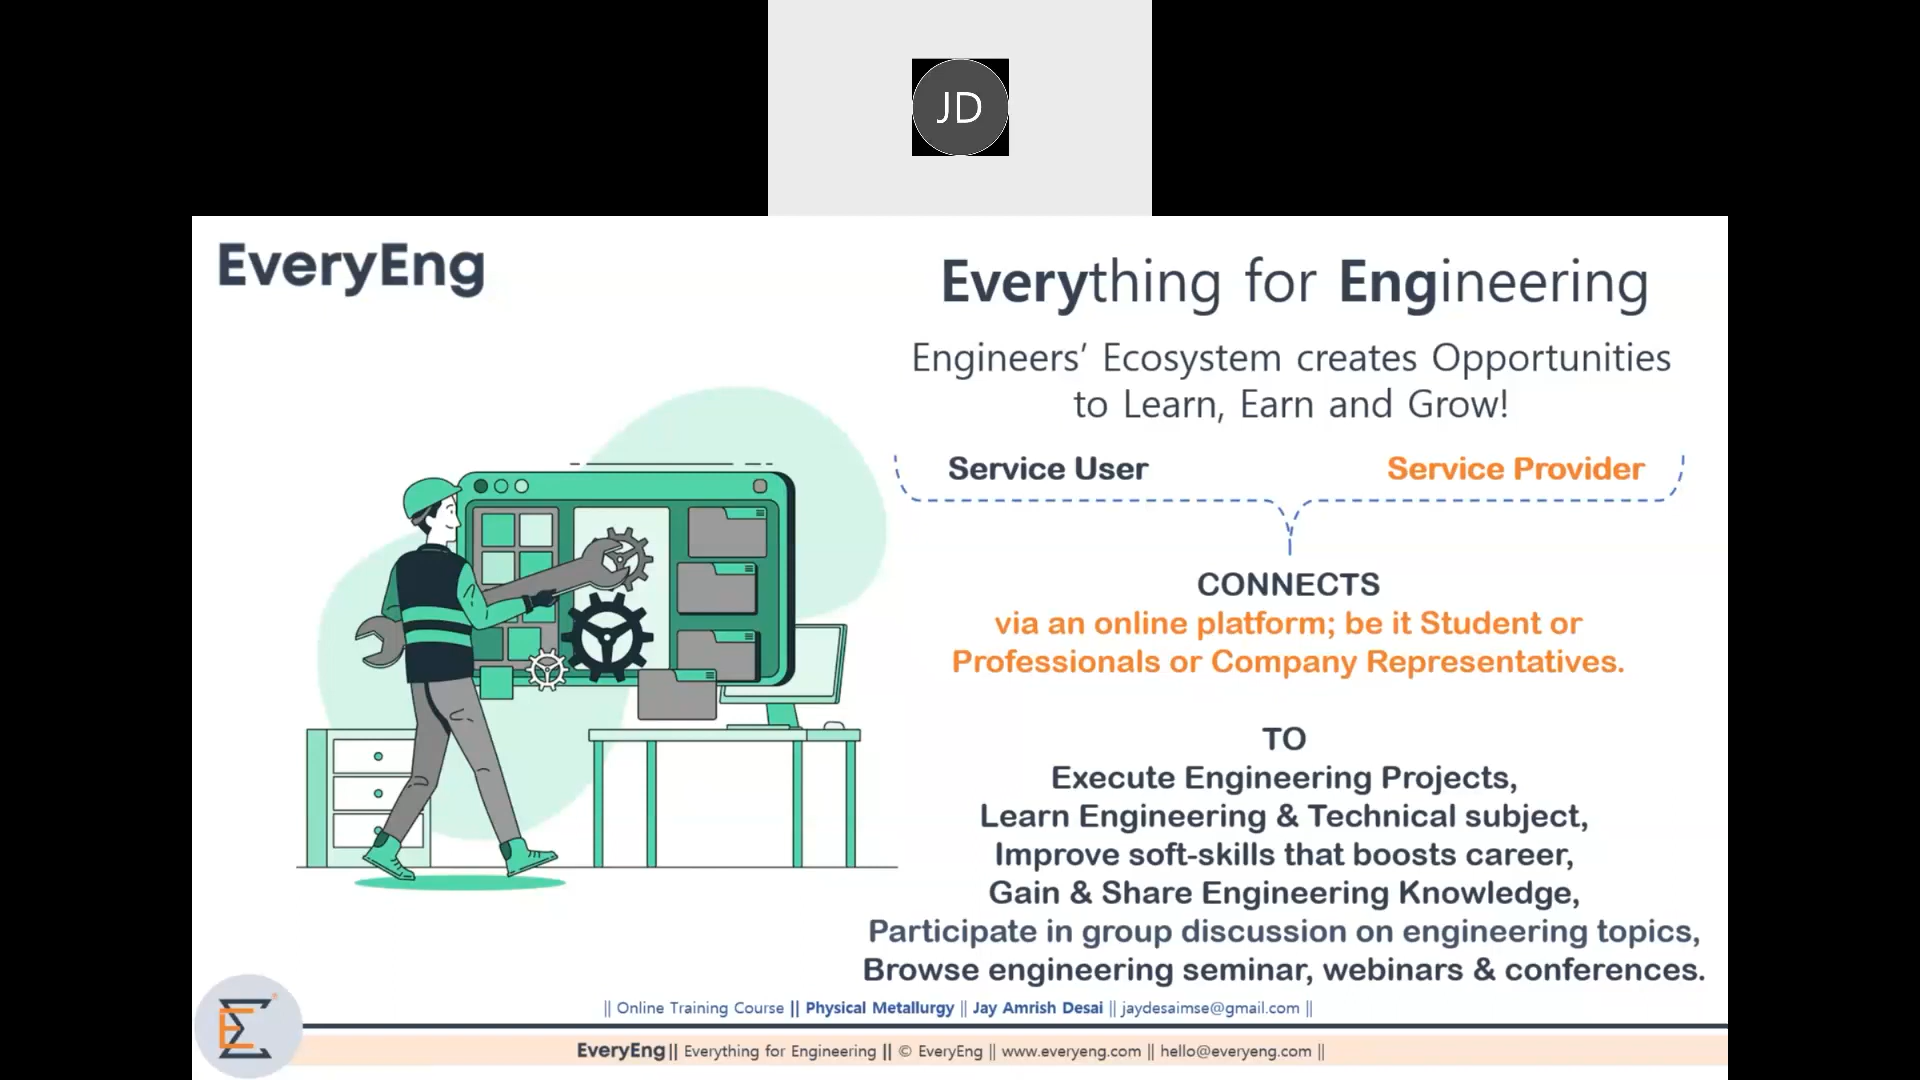 JD
EveryEng
Everything for Engineering
Engineers’ Ecosystem creates Opportunities
to Learn, Earn and Grow!
Service User
Service Provider
CONNECTS
via an online platform; be it Student or
Professionals or Company Representatives.
TO
Execute Engineering Projects,
Learn Engineering & Technical subject,
Improve soft-skills that boosts career,
Gain & Share Engineering Knowledge,
Participate in group discussion on engineering topics,
Browse engineering seminar, webinars & conferences.
|| Online Training Course || Physical Metallurgy || Jay Amrish Desai || jaydesaimse@gmail.com ||
EveryEng || Everything for Engineering || © EveryEng || www.everyeng.com || hello@everyeng.com ||